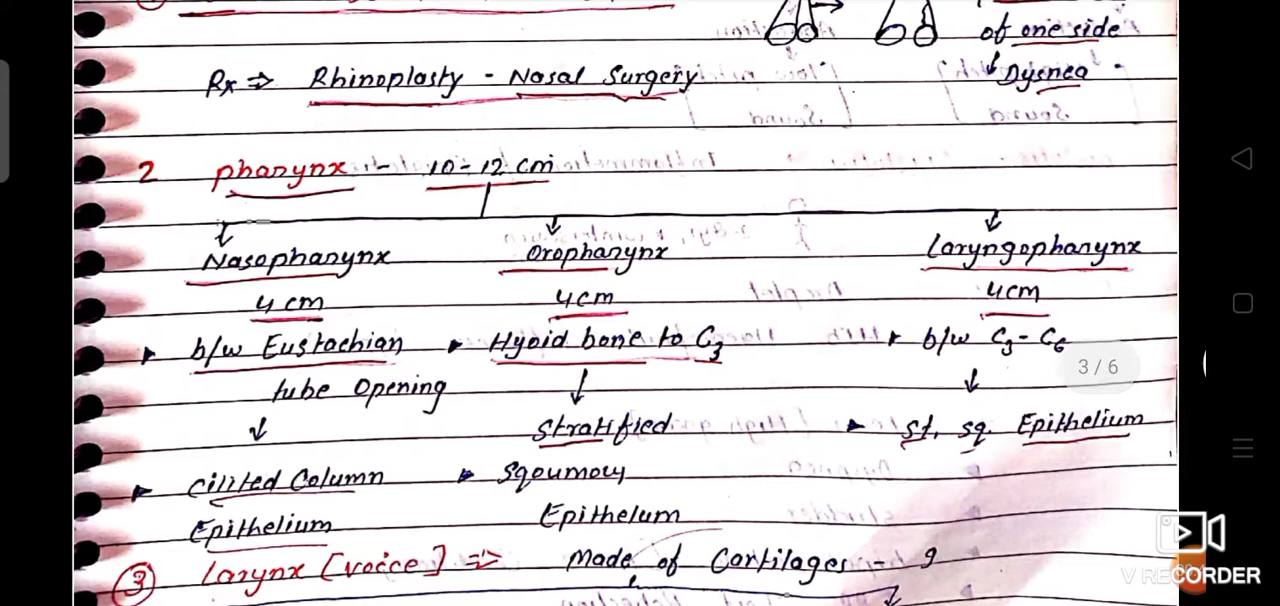 of one side
Rx ⇒ Rhinoplasty - Nasal Surgery
↓ Dysnea
2 pharynx - 10-12 cm
Nasopharynx Oropharynx Laryngopharynx
4 cm 4cm 4cm
▸ b/w Eustachian ▸ Hyoid bone to C3 ▸ b/w C3 - C6
3 / 6
tube Opening ↓ ↓
↓ Stratified ▸ St. sq. Epithelium
▸ cilited Column ▸ Sqoumouy
Epithelium Epithelum
③ Larynx [voice] ⇒ made of Cartilages - 9
V RECORDER